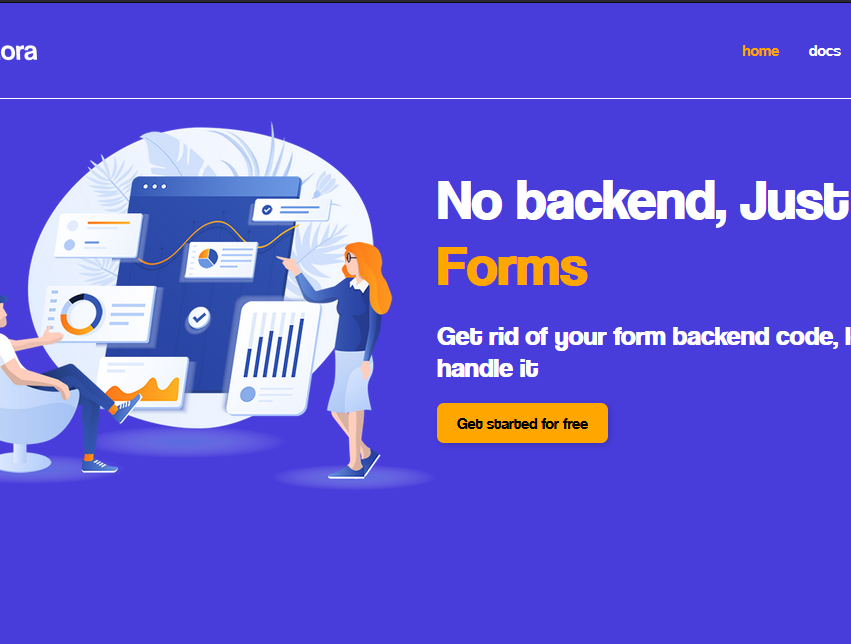 ora
home
docs
No backend, Just
Forms
Get rid of your form backend code,
handle it
Get started for free